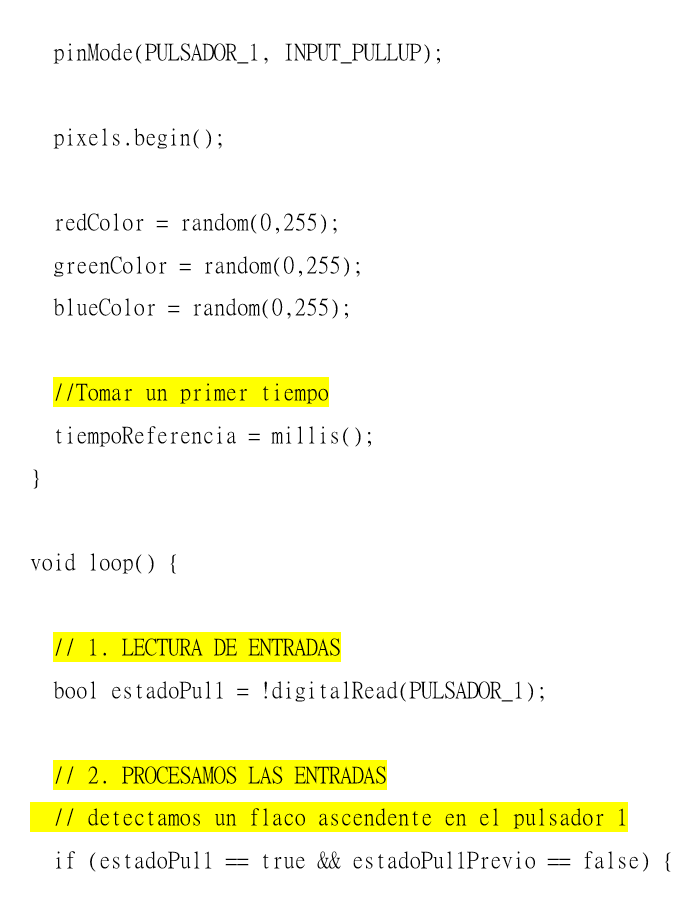 pinMode(PULSADOR_1, INPUT_PULLUP);
pixels.begin();
redColor = random(0,255);
greenColor = random(0,255);
blueColor = random(0,255);
//Tomar un primer tiempo
tiempoReferencia = millis();
}
void loop() {
// 1. LECTURA DE ENTRADAS
bool estadoPul1 = !digitalRead(PULSADOR_1);
// 2. PROCESAMOS LAS ENTRADAS
// detectamos un flaco ascendente en el pulsador 1
if (estadoPul1 == true && estadoPul1Previo == false) {